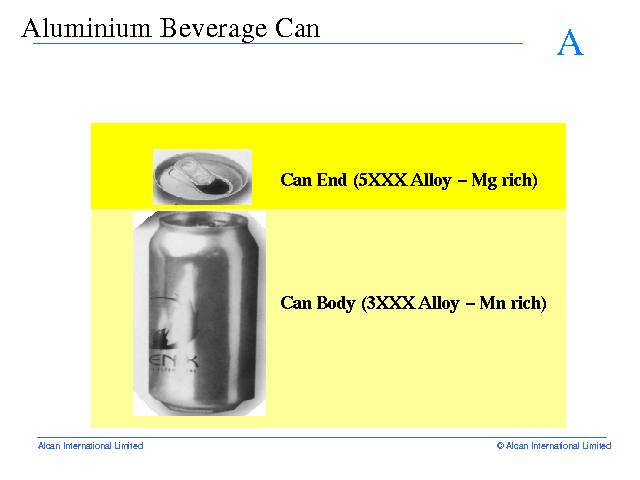 Aluminium Beverage Can
A
Can End (5XXX Alloy – Mg rich)
Can Body (3XXX Alloy – Mn rich)
Alcan International Limited
© Alcan International Limited